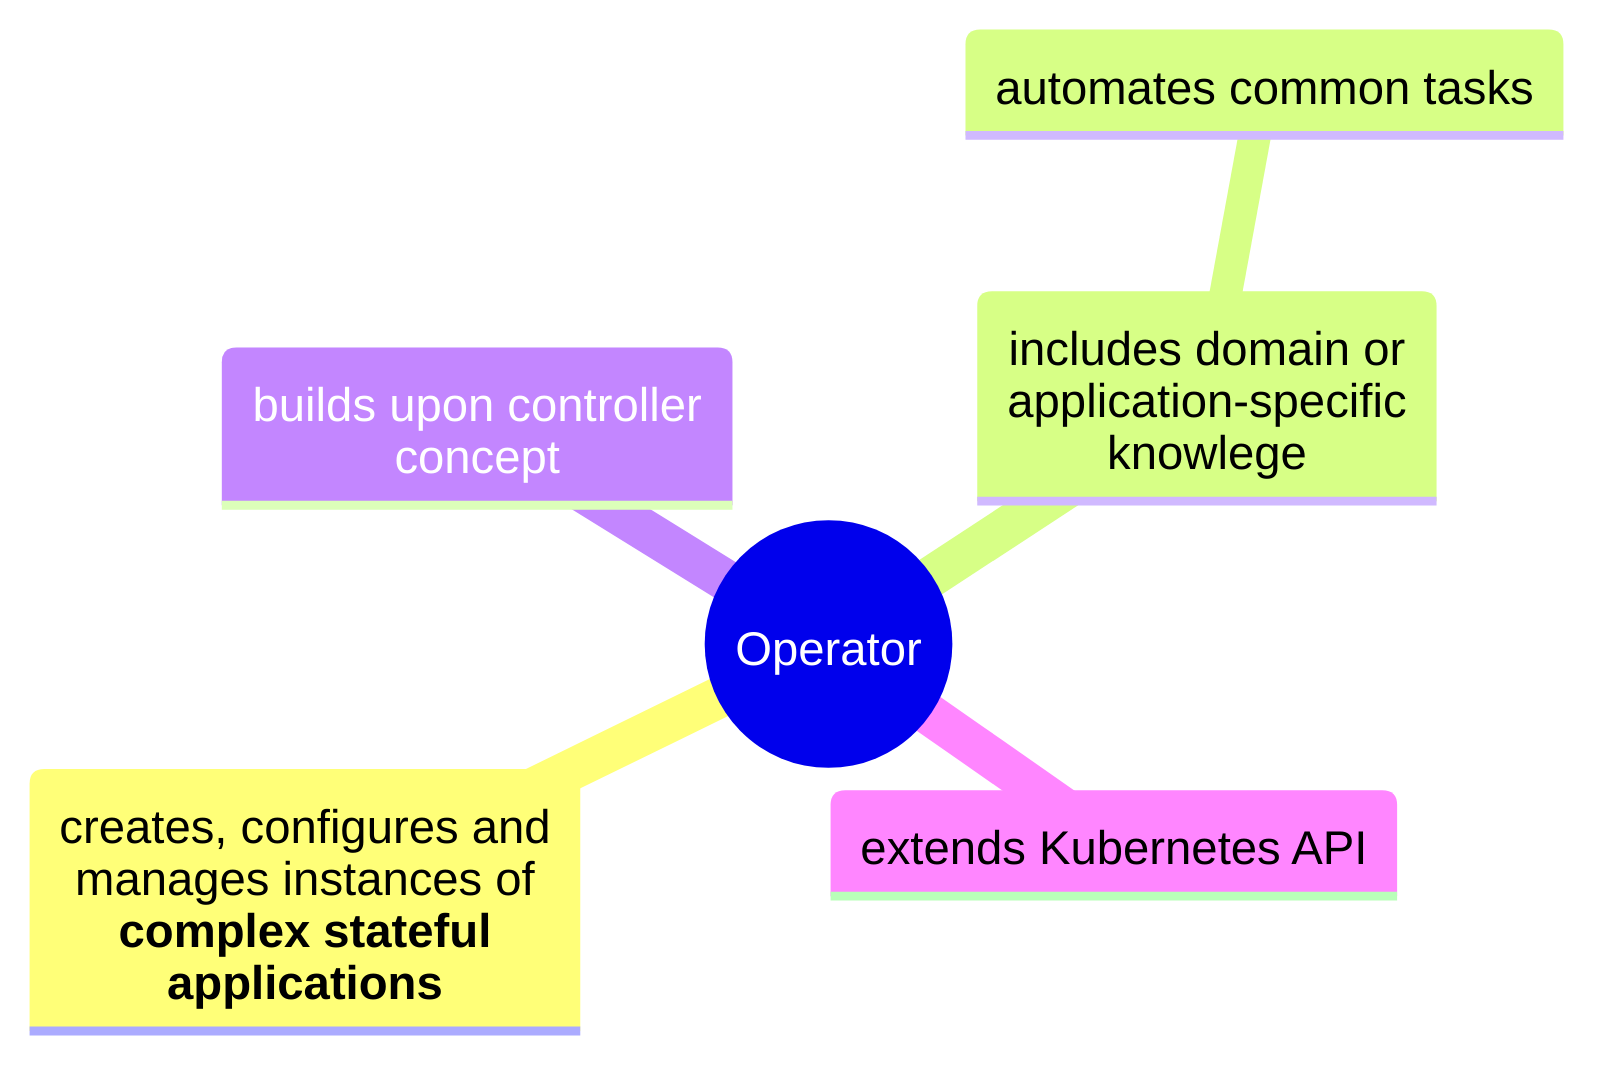 automates common tasks
includes domain or
application-specific
knowlege
builds upon controller
concept
Operator
creates, configures and
manages instances of
complex stateful
applications
extends Kubernetes API